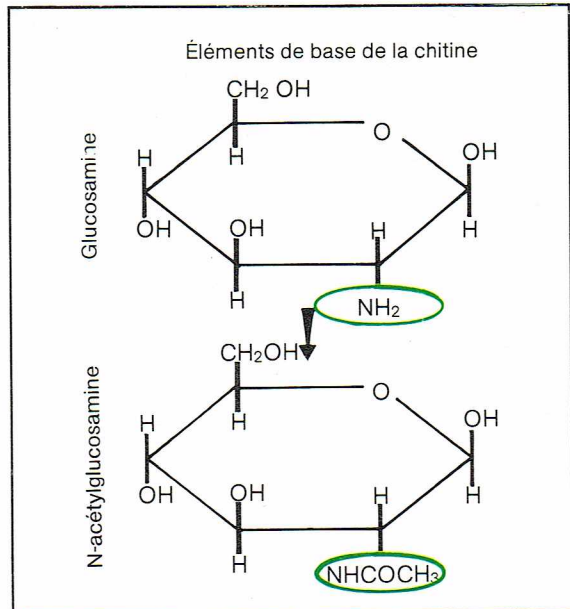 Éléments de base de la chitine
Glucosamine
CH₂ OH
O
H
H
OH
OH
OH
H
H
H
NH₂
N-acétylglucosamine
CH₂OH
O
H
H
OH
OH
OH
H
H
H
NHCOCH₃